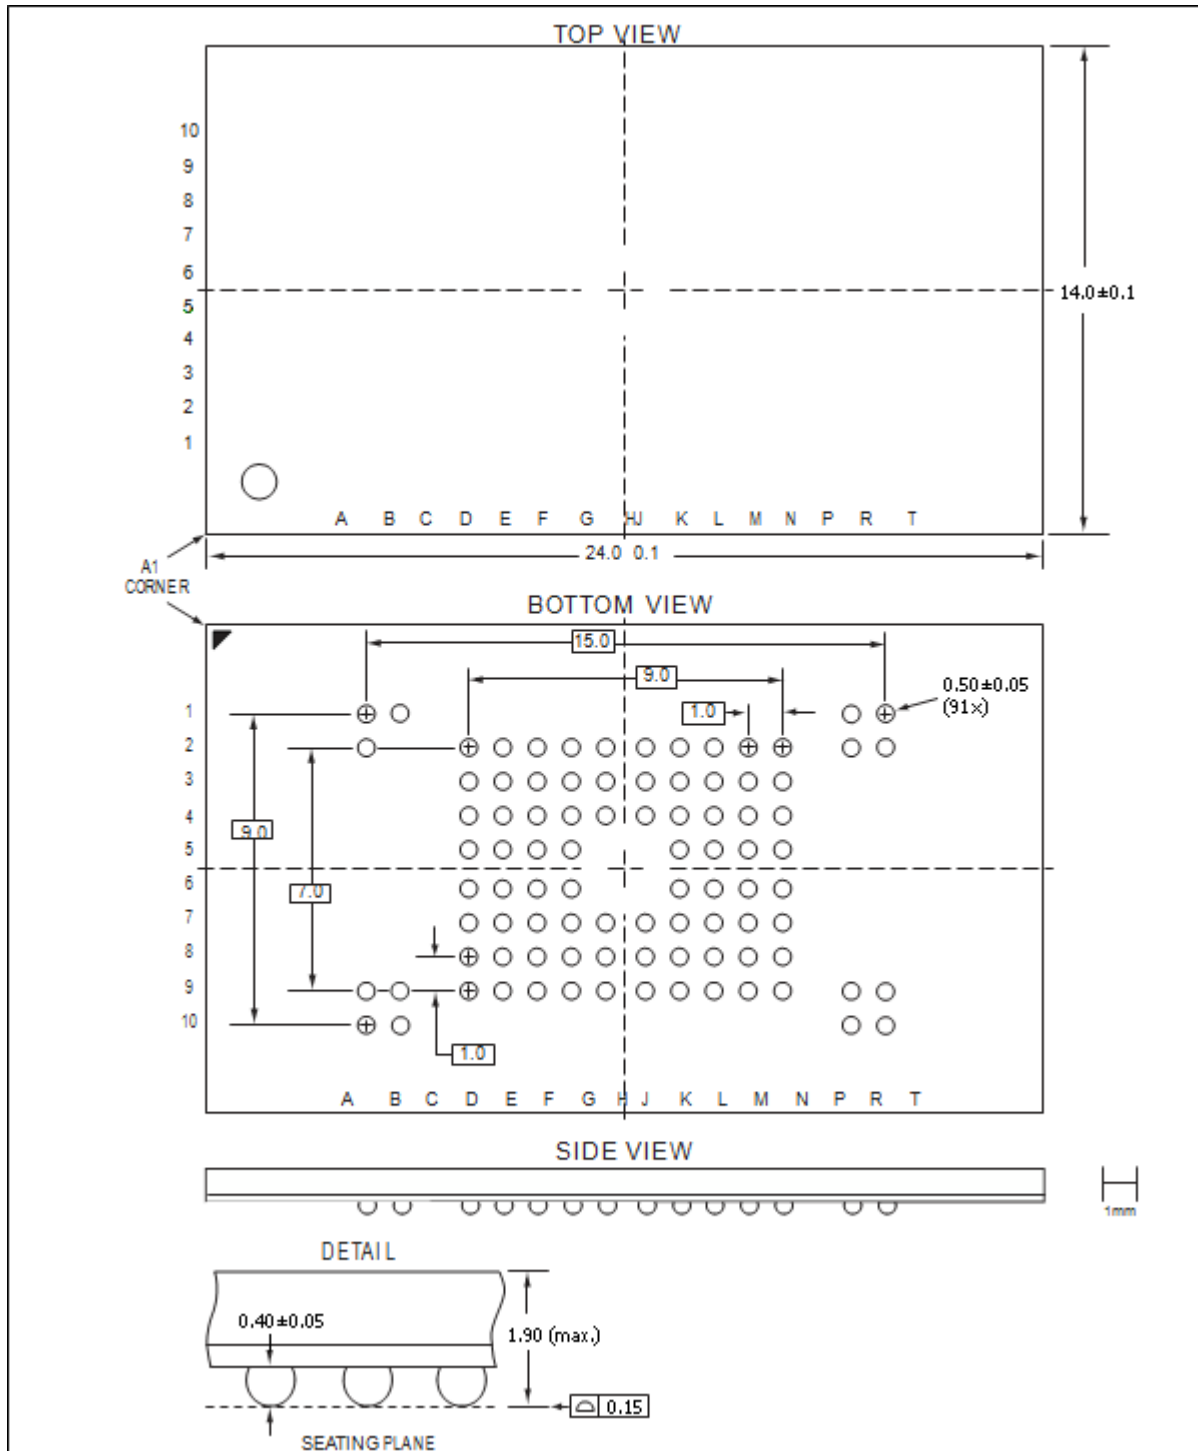 TOP VIEW
10
9
8
7
6
5
4
3
2
1
14.0±0.1
A B C D E F G HJ K L M N P R T
24.0 0.1
A1
CORNER
BOTTOM VIEW
15.0
9.0
1.0
0.50±0.05
(91×)
1
2
3
4
5
6
7
8
9
10
9.0
7.0
1.0
A B C D E F G H J K L M N P R T
SIDE VIEW
1mm
DETAIL
0.40±0.05
1.90 (max.)
0.15
SEATING PLANE